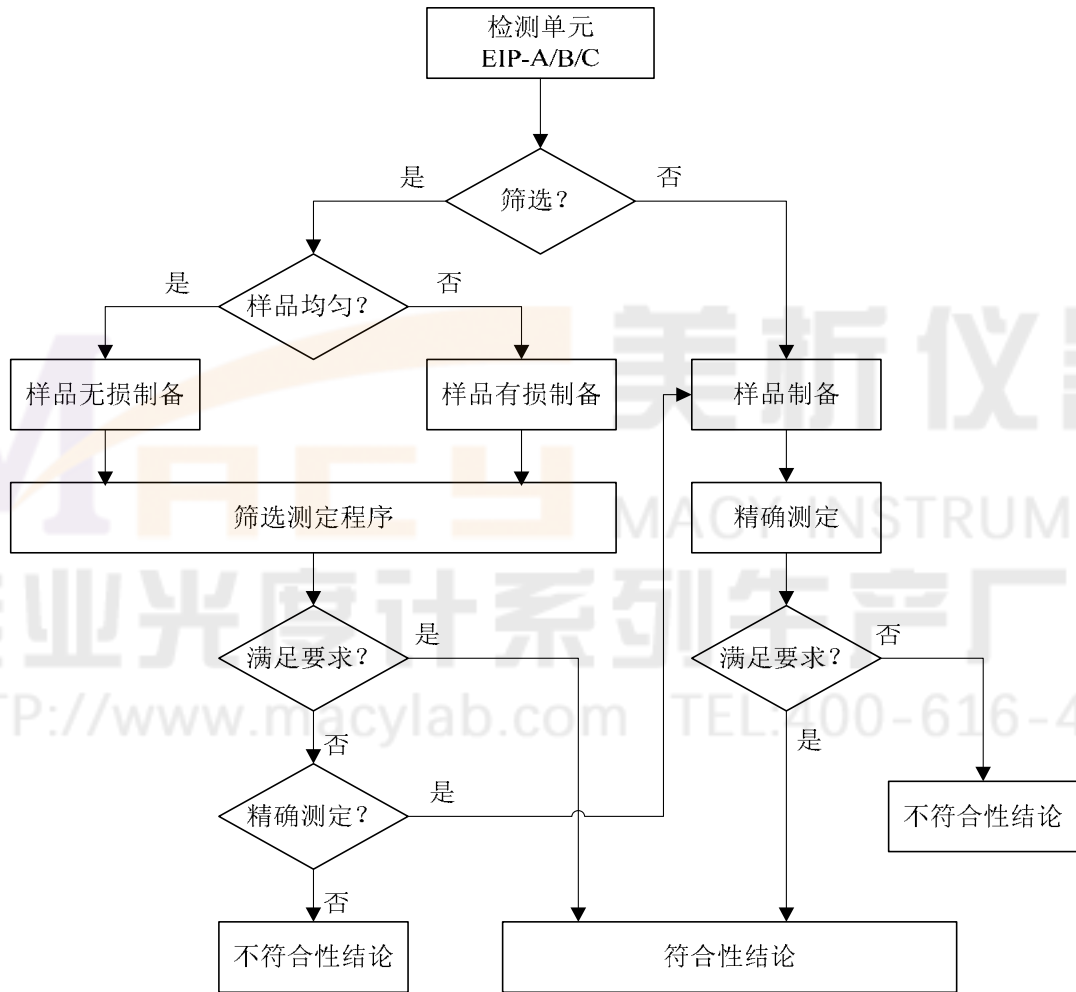 检测单元
EIP-A/B/C
是
筛选？
否
是
样品均匀？
否
样品无损制备
样品有损制备
样品制备
筛选测定程序
精确测定
满足要求？
是
满足要求？
否
否
是
精确测定？
是
不符合性结论
否
不符合性结论
符合性结论
美析仪器
MACY
MACY INSTRUM
业光度计系列生产厂
TP://www.macylab.com TEL:400-616-4